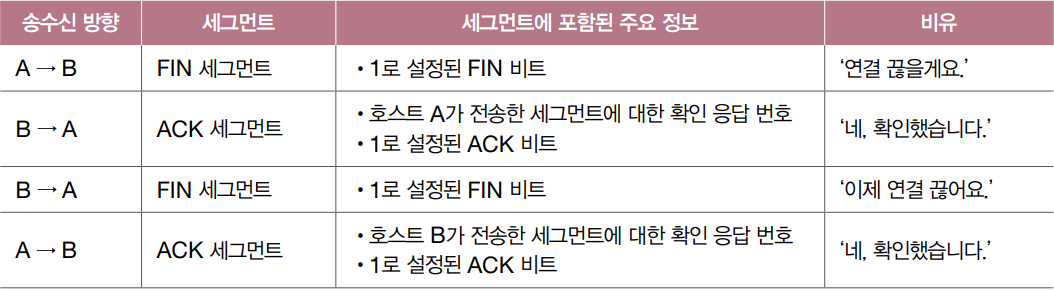 송수신 방향 세그먼트 세그먼트에 포함된 주요 정보 비유
A → B FIN 세그먼트 • 1로 설정된 FIN 비트 ‘연결 끊을게요.’
B → A ACK 세그먼트 • 호스트 A가 전송한 세그먼트에 대한 확인 응답 번호
• 1로 설정된 ACK 비트 ‘네, 확인했습니다.’
B → A FIN 세그먼트 • 1로 설정된 FIN 비트 ‘이제 연결 끊어요.’
A → B ACK 세그먼트 • 호스트 B가 전송한 세그먼트에 대한 확인 응답 번호
• 1로 설정된 ACK 비트 ‘네, 확인했습니다.’